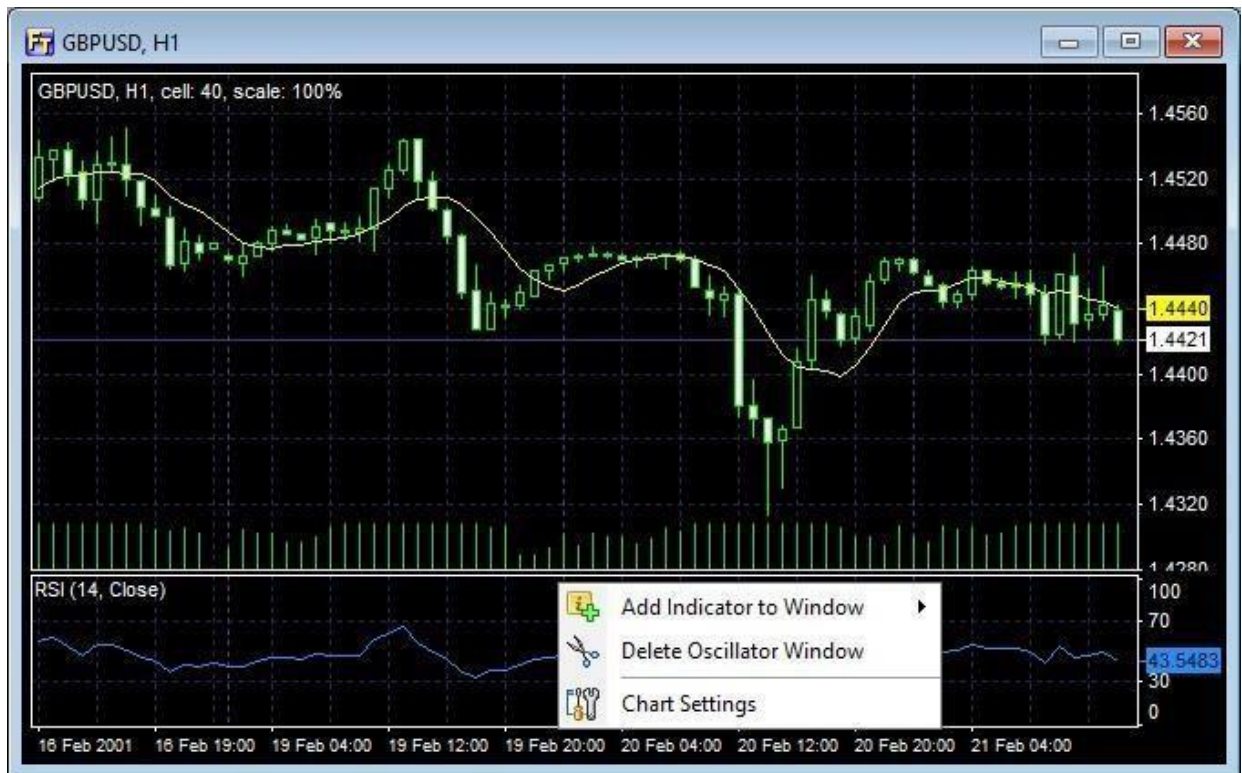 FT GBPUSD, H1
GBPUSD, H1, cell: 40, scale: 100%
1.4560
1.4520
1.4480
1.4440
1.4421
1.4400
1.4360
1.4320
1.4280
RSI (14, Close)
100
70
43.5483
30
0
Add Indicator to Window
Delete Oscillator Window
Chart Settings
16 Feb 2001 16 Feb 19:00 19 Feb 04:00 19 Feb 12:00 19 Feb 20:00 20 Feb 04:00 20 Feb 12:00 20 Feb 20:00 21 Feb 04:00